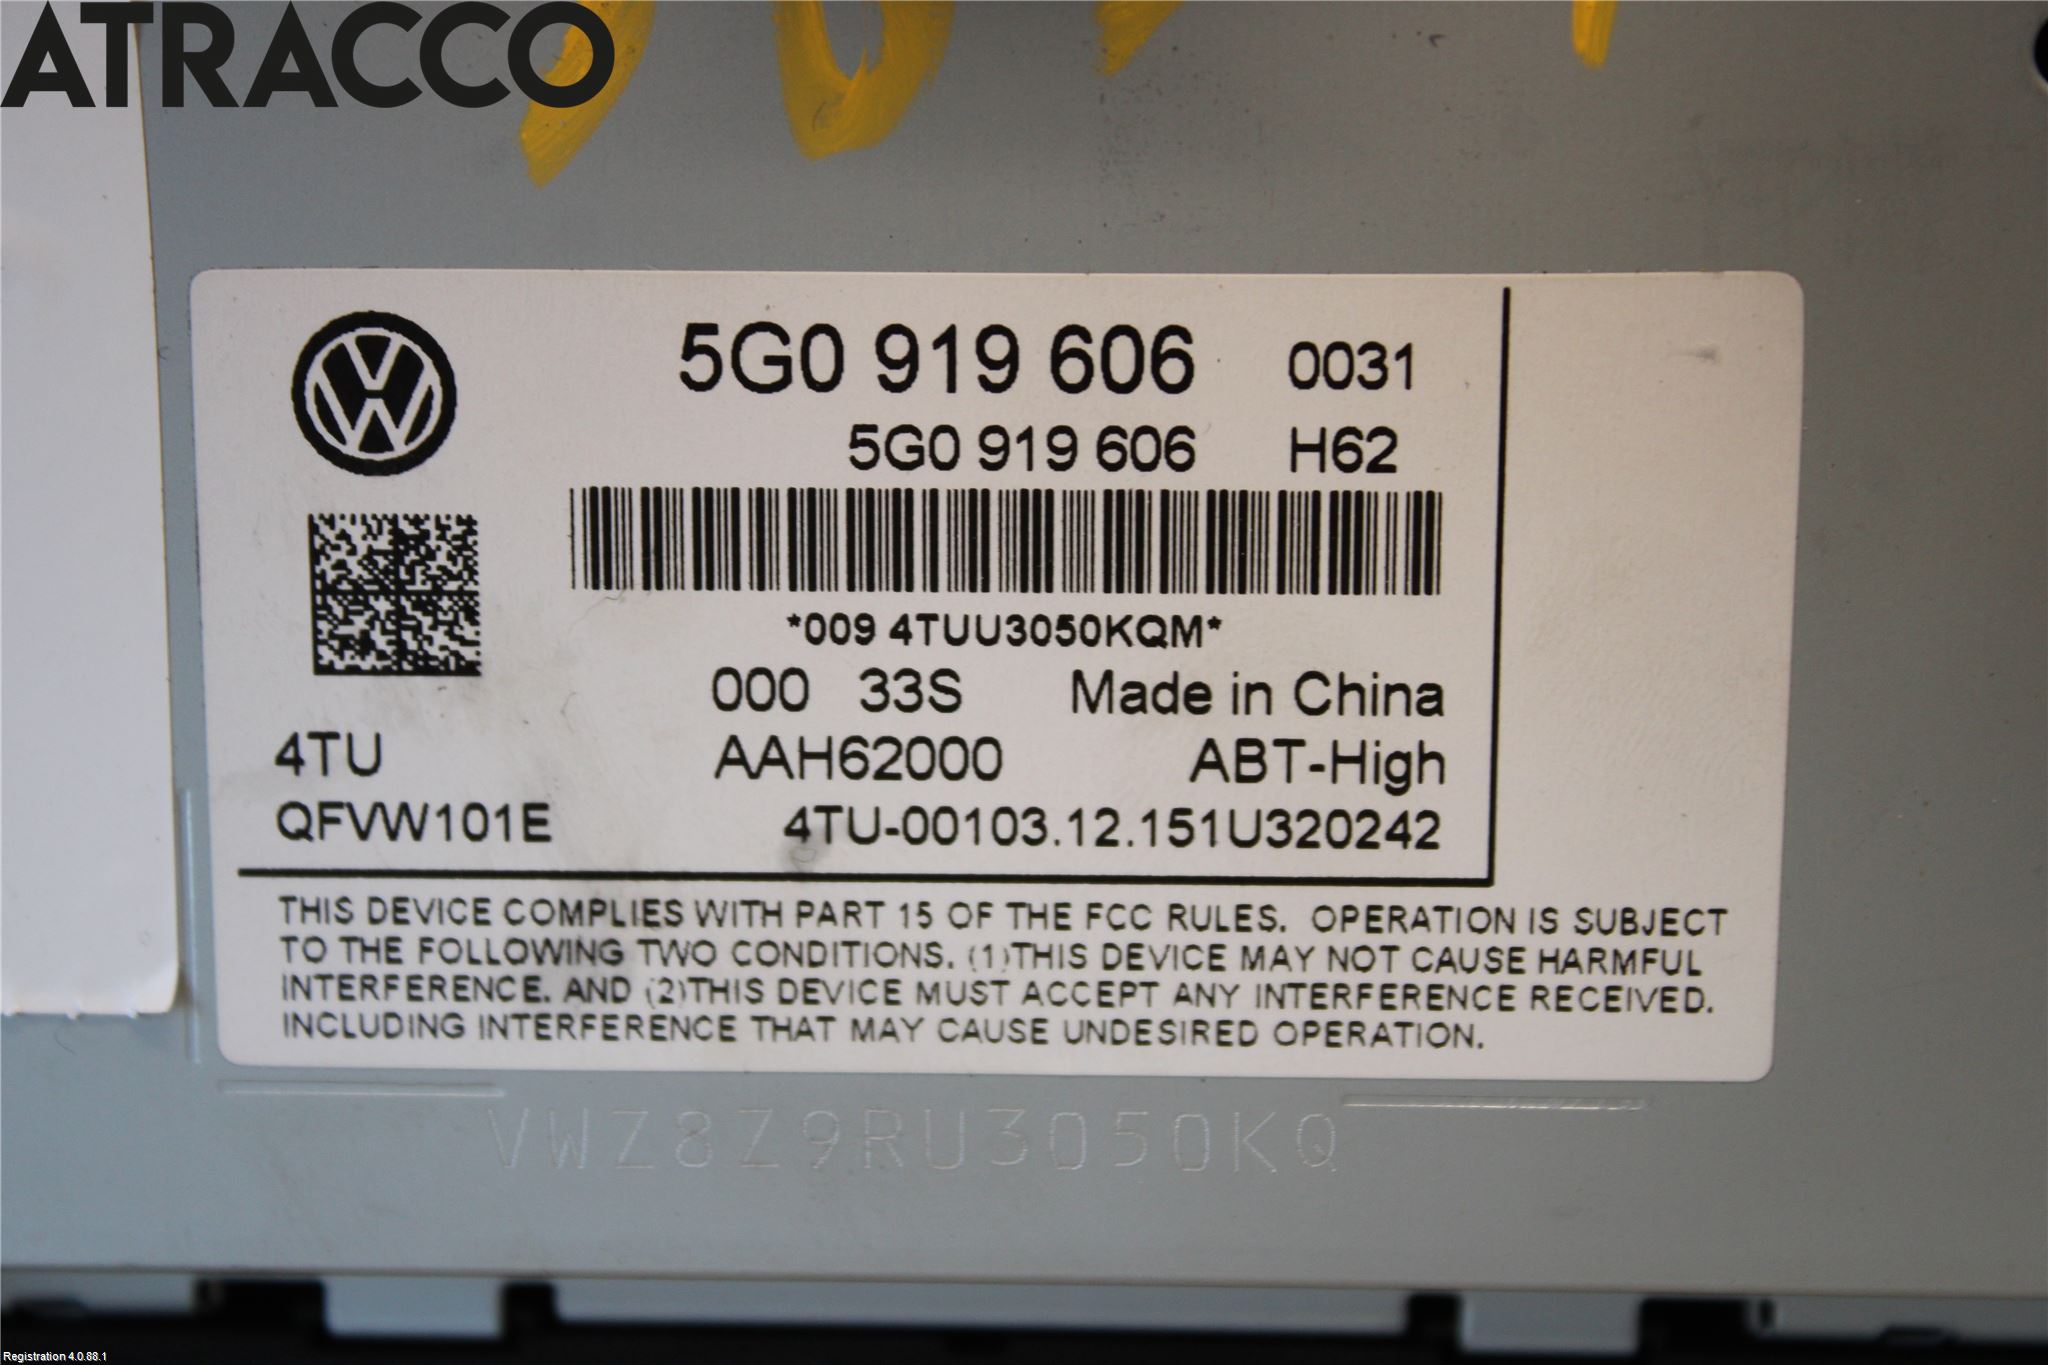 ATRACCO
5G0 919 606 0031
5G0 919 606 H62
*009 4TUU3050KQM*
000 33S Made in China
4TU AAH62000 ABT-High
QFVW101E 4TU-00103.12.151U320242
THIS DEVICE COMPLIES WITH PART 15 OF THE FCC RULES. OPERATION IS SUBJECT
TO THE FOLLOWING TWO CONDITIONS. (1)THIS DEVICE MAY NOT CAUSE HARMFUL
INTERFERENCE. AND (2)THIS DEVICE MUST ACCEPT ANY INTERFERENCE RECEIVED.
INCLUDING INTERFERENCE THAT MAY CAUSE UNDESIRED OPERATION.
VWZ8Z9RU3050KQ
Registration 4.0.88.1